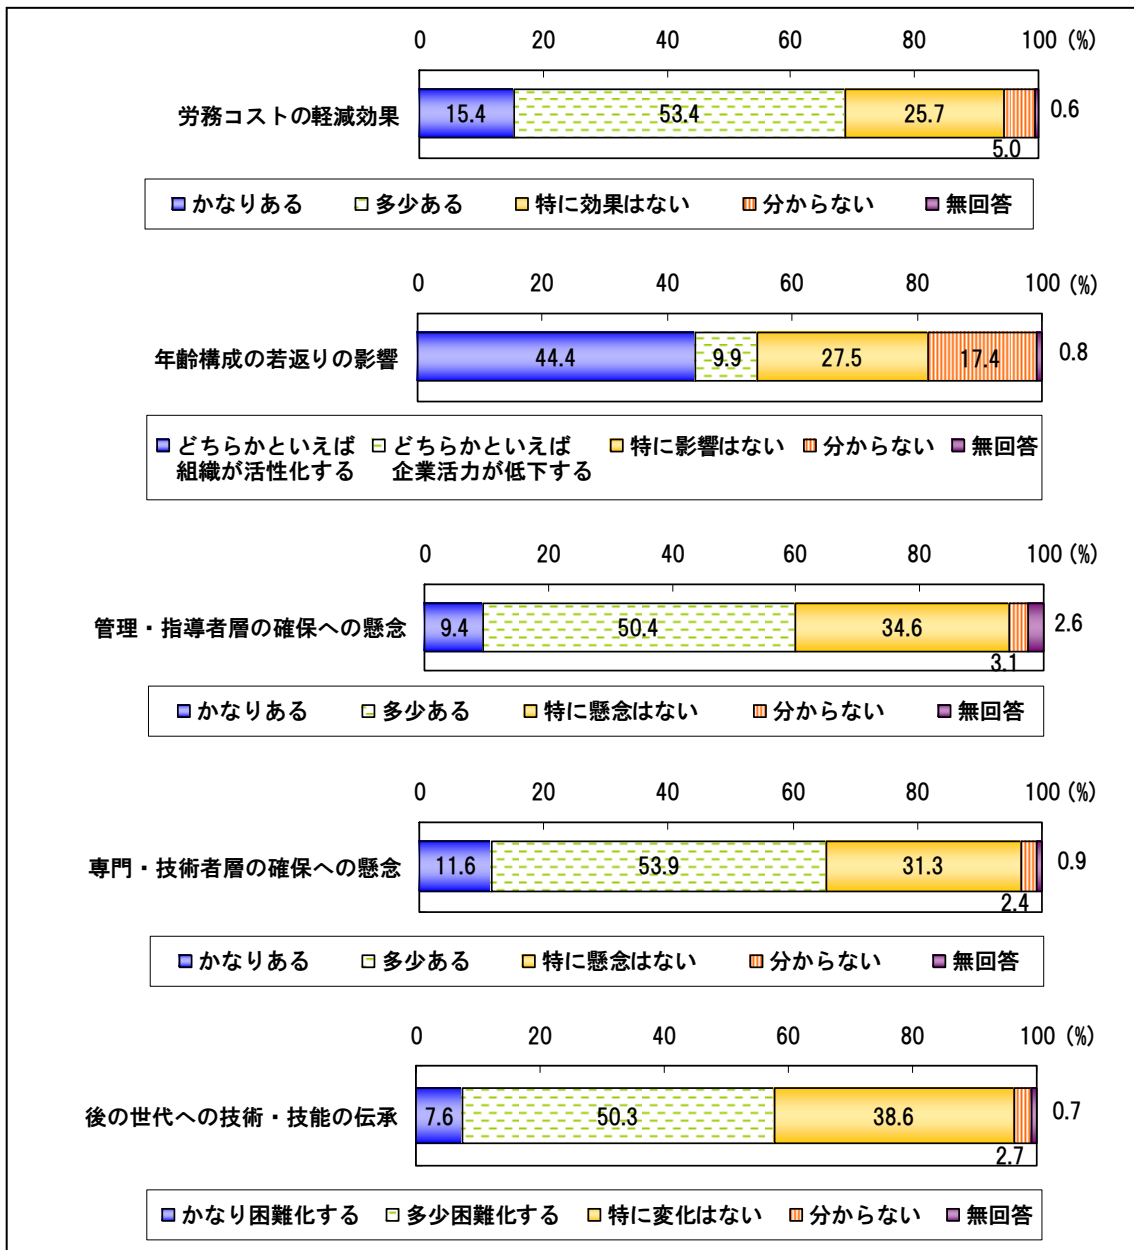 0 20 40 60 80 100 (%)
労務コストの軽減効果 15.4 53.4 25.7 0.6
5.0
かなりある 多少ある 特に効果はない 分からない 無回答
0 20 40 60 80 100 (%)
年齢構成の若返りの影響 44.4 9.9 27.5 17.4 0.8
どちらかといえば どちらかといえば 特に影響はない 分からない 無回答
組織が活性化する 企業活力が低下する
0 20 40 60 80 100 (%)
管理・指導者層の確保への懸念 9.4 50.4 34.6 2.6
3.1
かなりある 多少ある 特に懸念はない 分からない 無回答
0 20 40 60 80 100 (%)
専門・技術者層の確保への懸念 11.6 53.9 31.3 0.9
2.4
かなりある 多少ある 特に懸念はない 分からない 無回答
0 20 40 60 80 100 (%)
後の世代への技術・技能の伝承 7.6 50.3 38.6 0.7
2.7
かなり困難化する 多少困難化する 特に変化はない 分からない 無回答